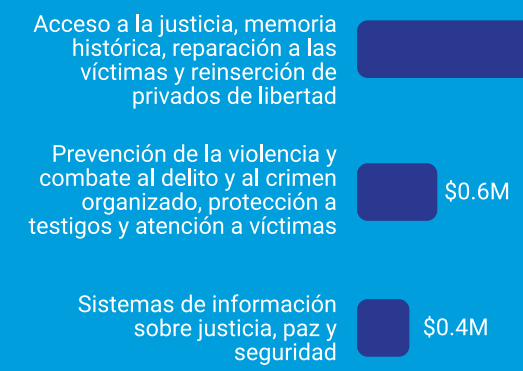 Acceso a la justicia, memoria
histórica, reparación a las
víctimas y reinserción de
privados de libertad
Prevención de la violencia y
combate al delito y al crimen
organizado, protección a
testigos y atención a víctimas
$0.6M
Sistemas de información
sobre justicia, paz y
seguridad
$0.4M